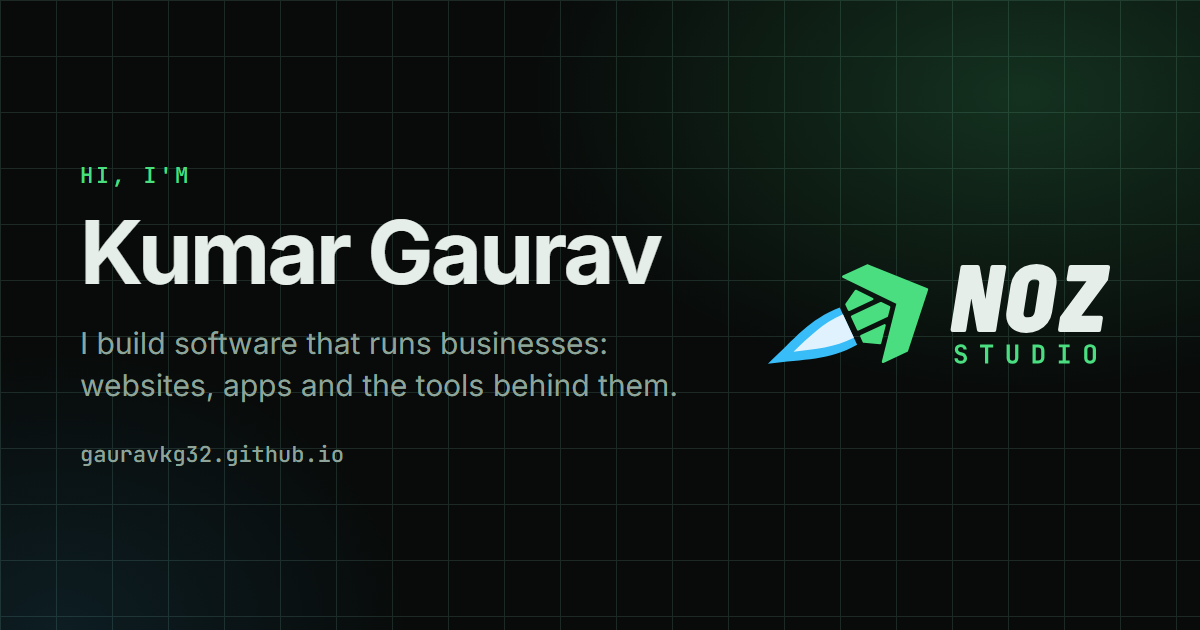 HI, I'M
Kumar Gaurav
I build software that runs businesses:
websites, apps and the tools behind them.
gauravkg32.github.io
NOZ
STUDIO